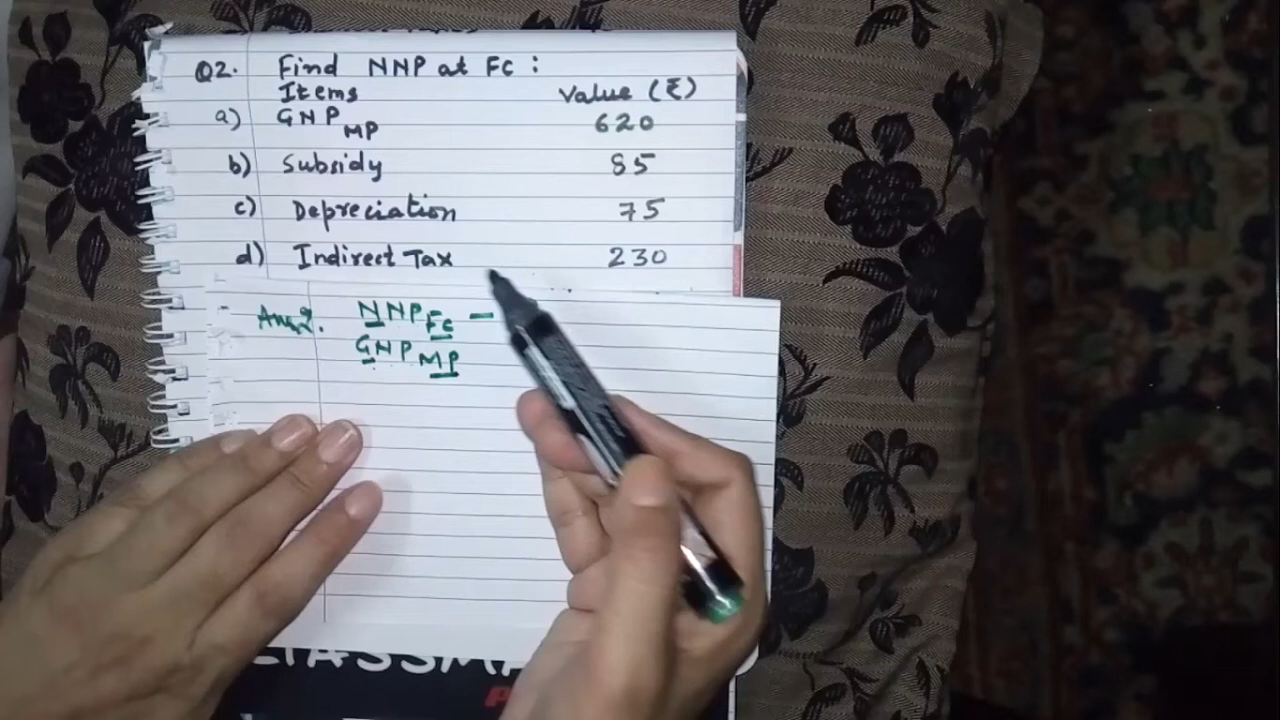 Q2. Find NNP at FC :
Items Value (₹)
a) GNP MP 620
b) Subsidy 85
c) Depreciation 75
d) Indirect Tax 230
Ans2. NNP FC -
GNP MP